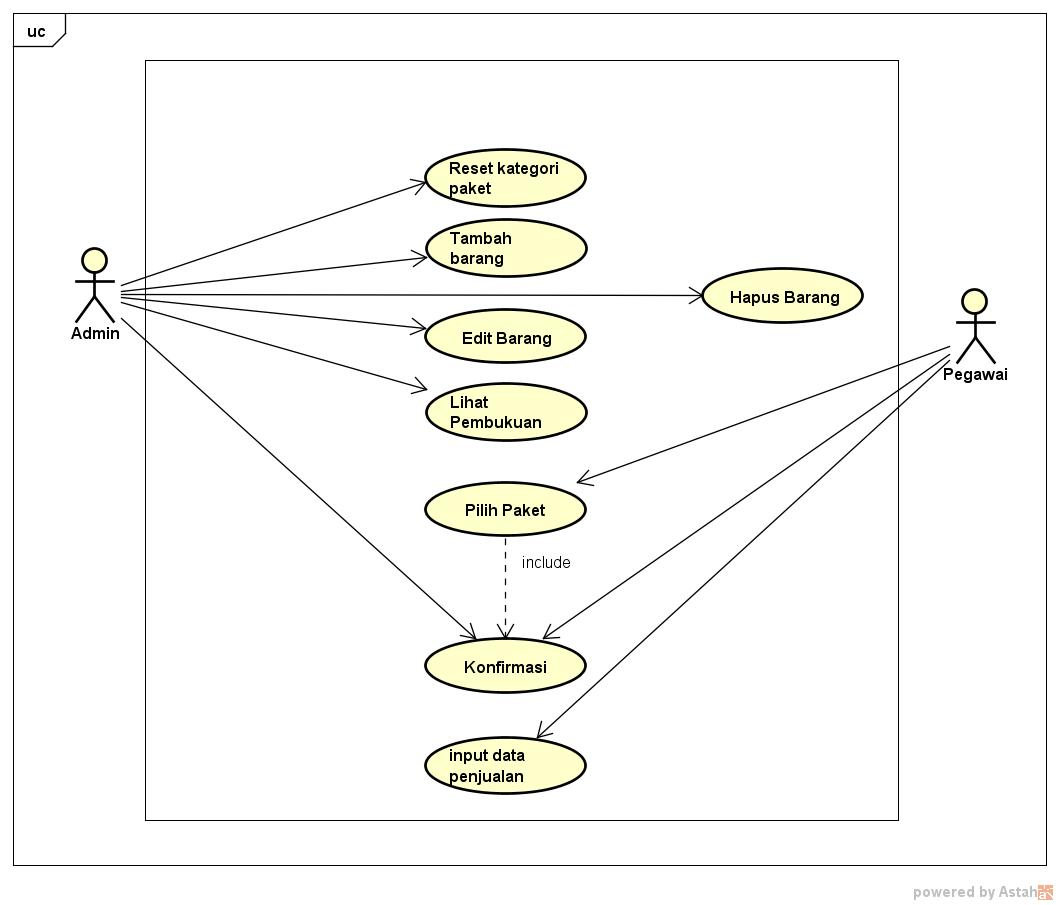 uc
Reset kategori
paket
Tambah
barang
Hapus Barang
Admin
Edit Barang
Pegawai
Lihat
Pembukuan
Pilih Paket
include
Konfirmasi
input data
penjualan
powered by Astah